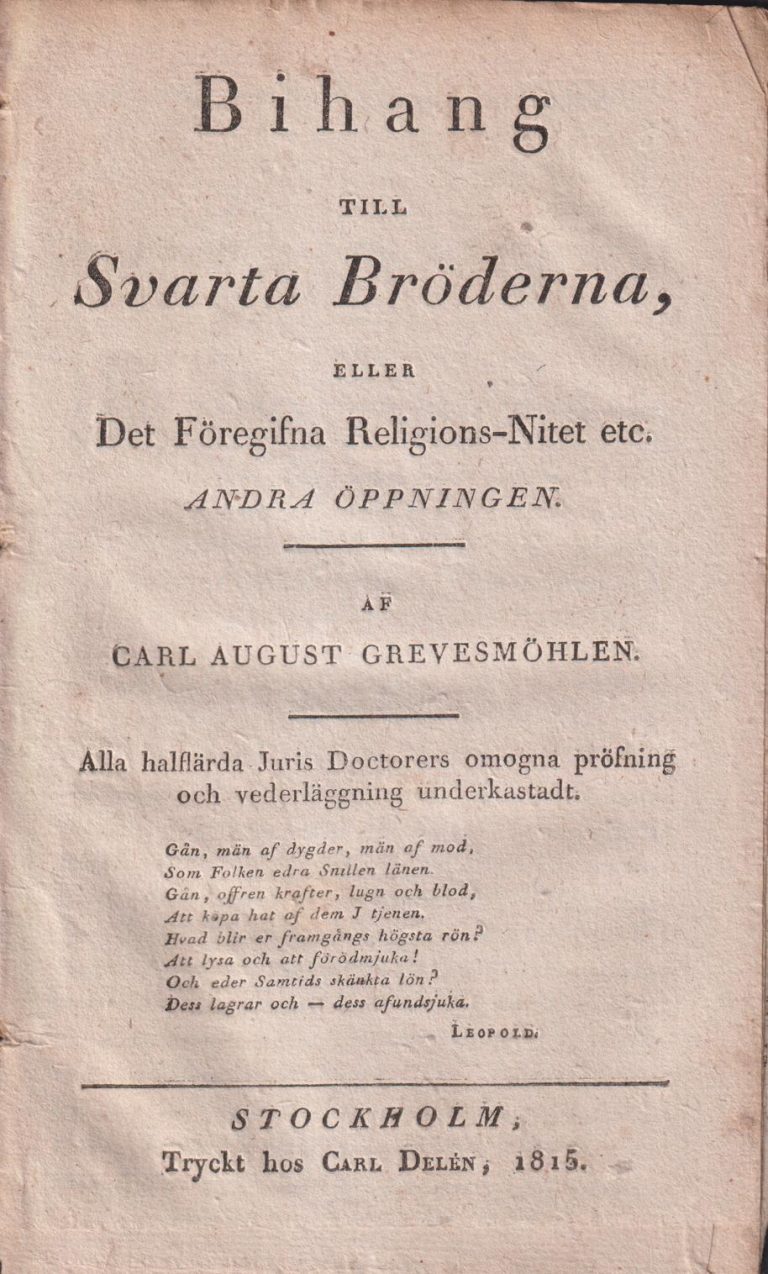 Bihang
TILL
Svarta Bröderna,
ELLER
Det Föregifna Religions-Nitet etc.
ANDRA ÖPPNINGEN.
AF
CARL AUGUST GREVESMÖHLEN.
Alla halflärda Juris Doctorers omogna pröfning
och vederläggning underkastadt.
Gån, män af dygder, män af mod,
Som Folken edra Snillen länen.
Gån, offren krafter, lugn och blod,
Att köpa hat af dem J tjenen.
Hvad blir er framgångs högsta rön?
Att lysa och att förödmjuka!
Och eder Samtids skänkta lön?
Dess lagrar och — dess afundsjuka.
LEOPOLD.
STOCKHOLM,
Tryckt hos CARL DELÉN, 1815.